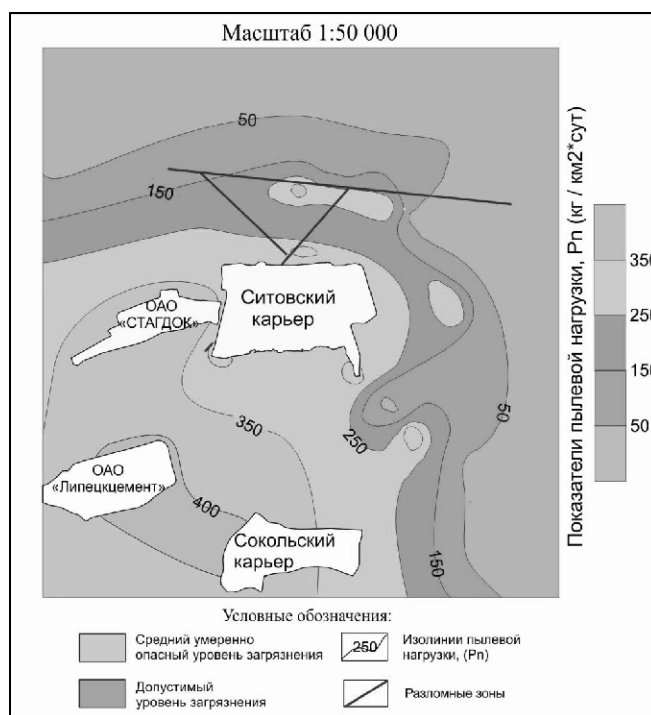 Масштаб 1:50 000
50
150
ОАО
«СТАГДОК»
Ситовский
карьер
350
250
50
ОАО
«Липецкцемент»
400
Сокольский
карьер
150
Показатели пылевой нагрузки, Pn (кг / км2*сут)
350
250
150
50
Условные обозначения:
Средний умеренно
опасный уровень загрязнения
250
Изолинии пылевой
нагрузки, (Pn)
Допустимый
уровень загрязнения
Разломные зоны